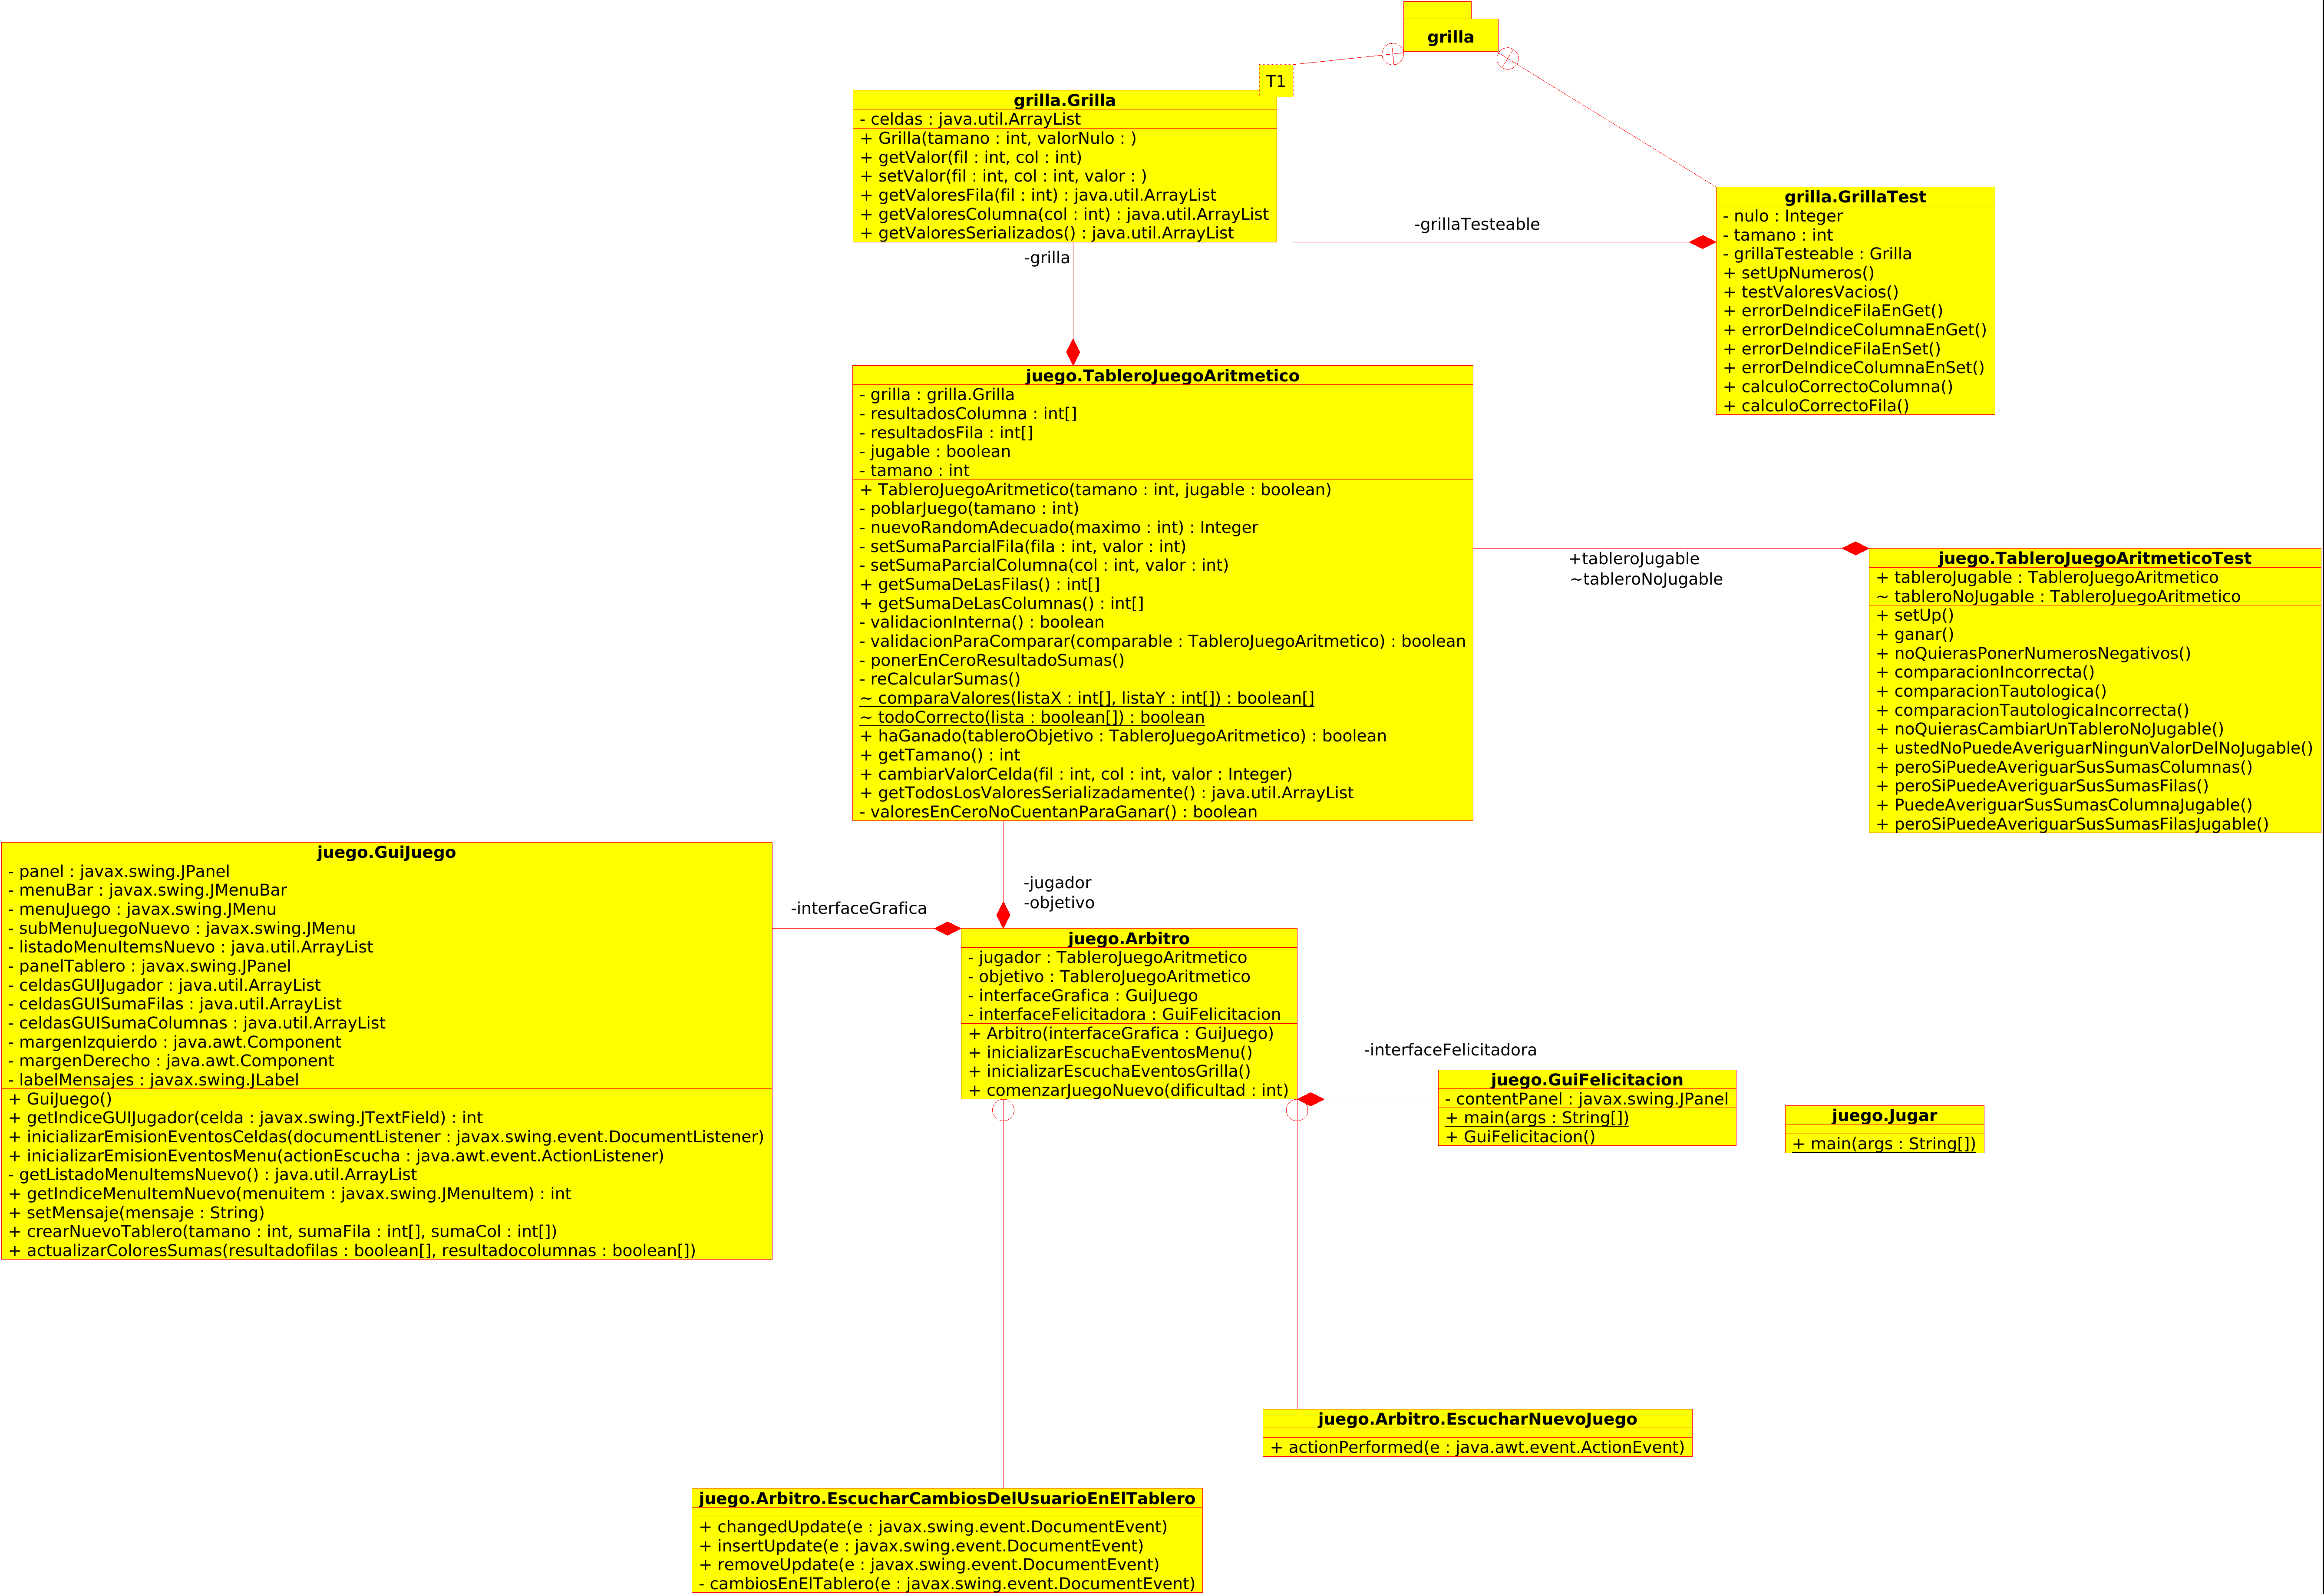 grilla
T1
grilla.Grilla
- celdas : java.util.ArrayList
+ Grilla(tamano : int, valorNulo : )
+ getValor(fil : int, col : int)
+ setValor(fil : int, col : int, valor : )
+ getValoresFila(fil : int) : java.util.ArrayList
+ getValoresColumna(col : int) : java.util.ArrayList
+ getValoresSerializados() : java.util.ArrayList
-grillaTesteable
grilla.GrillaTest
- nulo : Integer
- tamano : int
- grillaTesteable : Grilla
+ setUpNumeros()
+ testValoresVacios()
+ errorDeIndiceFilaEnGet()
+ errorDeIndiceColumnaEnGet()
+ errorDeIndiceFilaEnSet()
+ errorDeIndiceColumnaEnSet()
+ calculoCorrectoColumna()
+ calculoCorrectoFila()
-grilla
juego.TableroJuegoAritmetico
- grilla : grilla.Grilla
- resultadosColumna : int[]
- resultadosFila : int[]
- jugable : boolean
- tamano : int
+ TableroJuegoAritmetico(tamano : int, jugable : boolean)
- poblarJuego(tamano : int)
- nuevoRandomAdecuado(maximo : int) : Integer
- setSumaParcialFila(fila : int, valor : int)
- setSumaParcialColumna(col : int, valor : int)
+ getSumaDeLasFilas() : int[]
+ getSumaDeLasColumnas() : int[]
- validacionInterna() : boolean
- validacionParaComparar(comparable : TableroJuegoAritmetico) : boolean
- ponerEnCeroResultadoSumas()
- reCalcularSumas()
~ comparaValores(listaX : int[], listaY : int[]) : boolean[]
~ todoCorrecto(lista : boolean[]) : boolean
+ haGanado(tableroObjetivo : TableroJuegoAritmetico) : boolean
+ getTamano() : int
+ cambiarValorCelda(fil : int, col : int, valor : Integer)
+ getTodosLosValoresSerializadamente() : java.util.ArrayList
- valoresEnCeroNoCuentanParaGanar() : boolean
+tableroJugable
~tableroNoJugable
juego.TableroJuegoAritmeticoTest
+ tableroJugable : TableroJuegoAritmetico
~ tableroNoJugable : TableroJuegoAritmetico
+ setUp()
+ ganar()
+ noQuierasPonerNumerosNegativos()
+ comparacionIncorrecta()
+ comparacionTautologica()
+ comparacionTautologicaIncorrecta()
+ noQuierasCambiarUnTableroNoJugable()
+ ustedNoPuedeAveriguarNingunValorDelNoJugable()
+ peroSiPuedeAveriguarSusSumasColumnas()
+ peroSiPuedeAveriguarSusSumasFilas()
+ PuedeAveriguarSusSumasColumnaJugable()
+ peroSiPuedeAveriguarSusSumasFilasJugable()
juego.GuiJuego
- panel : javax.swing.JPanel
- menuBar : javax.swing.JMenuBar
- menuJuego : javax.swing.JMenu
- subMenuJuegoNuevo : javax.swing.JMenu
- listadoMenuItemsNuevo : java.util.ArrayList
- panelTablero : javax.swing.JPanel
- celdasGUIJugador : java.util.ArrayList
- celdasGUISumaFilas : java.util.ArrayList
- celdasGUISumaColumnas : java.util.ArrayList
- margenIzquierdo : java.awt.Component
- margenDerecho : java.awt.Component
- labelMensajes : javax.swing.JLabel
+ GuiJuego()
+ getIndiceGUIJugador(celda : javax.swing.JTextField) : int
+ inicializarEmisionEventosCeldas(documentListener : javax.swing.event.DocumentListener)
+ inicializarEmisionEventosMenu(actionEscucha : java.awt.event.ActionListener)
- getListadoMenuItemsNuevo() : java.util.ArrayList
+ getIndiceMenuItemNuevo(menuitem : javax.swing.JMenuItem) : int
+ setMensaje(mensaje : String)
+ crearNuevoTablero(tamano : int, sumaFila : int[], sumaCol : int[])
+ actualizarColoresSumas(resultadofilas : boolean[], resultadocolumnas : boolean[])
-interfaceGrafica
-jugador
-objetivo
juego.Arbitro
- jugador : TableroJuegoAritmetico
- objetivo : TableroJuegoAritmetico
- interfaceGrafica : GuiJuego
- interfaceFelicitadora : GuiFelicitacion
+ Arbitro(interfaceGrafica : GuiJuego)
+ inicializarEscuchaEventosMenu()
+ inicializarEscuchaEventosGrilla()
+ comenzarJuegoNuevo(dificultad : int)
-interfaceFelicitadora
juego.GuiFelicitacion
- contentPanel : javax.swing.JPanel
+ main(args : String[])
+ GuiFelicitacion()
juego.Jugar
+ main(args : String[])
juego.Arbitro.EscucharNuevoJuego
+ actionPerformed(e : java.awt.event.ActionEvent)
juego.Arbitro.EscucharCambiosDelUsuarioEnElTablero
+ changedUpdate(e : javax.swing.event.DocumentEvent)
+ insertUpdate(e : javax.swing.event.DocumentEvent)
+ removeUpdate(e : javax.swing.event.DocumentEvent)
- cambiosEnElTablero(e : javax.swing.event.DocumentEvent)